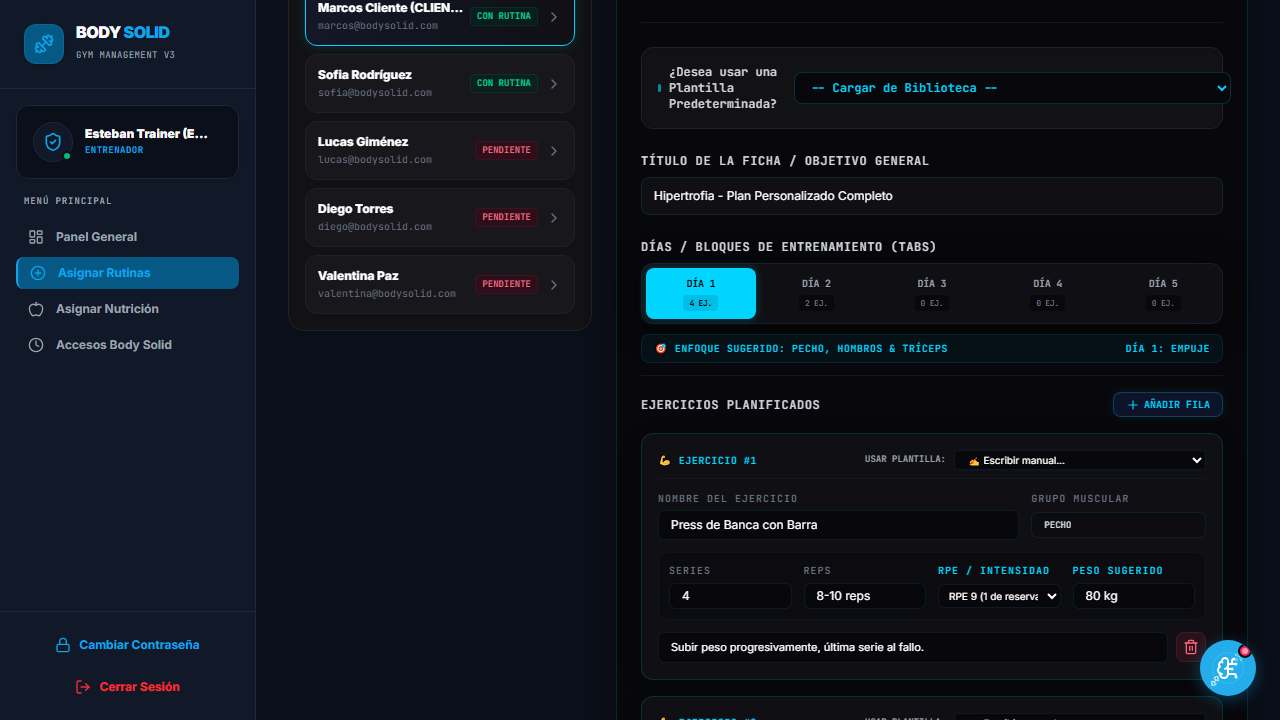 BODY SOLID
GYM MANAGEMENT V3
Esteban Trainer (E...
ENTRENADOR
MENÚ PRINCIPAL
Panel General
Asignar Rutinas
Asignar Nutrición
Accesos Body Solid
Cambiar Contraseña
Cerrar Sesión
Marcos Cliente (CLIEN...
marcos@bodysolid.com
CON RUTINA
Sofia Rodríguez
sofia@bodysolid.com
CON RUTINA
Lucas Giménez
lucas@bodysolid.com
PENDIENTE
Diego Torres
diego@bodysolid.com
PENDIENTE
Valentina Paz
valentina@bodysolid.com
PENDIENTE
¿Desea usar una
Plantilla
Predeterminada?
-- Cargar de Biblioteca --
TÍTULO DE LA FICHA / OBJETIVO GENERAL
Hipertrofia - Plan Personalizado Completo
DÍAS / BLOQUES DE ENTRENAMIENTO (TABS)
DÍA 1
4 EJ.
DÍA 2
2 EJ.
DÍA 3
0 EJ.
DÍA 4
0 EJ.
DÍA 5
0 EJ.
🎯 ENFOQUE SUGERIDO: PECHO, HOMBROS & TRÍCEPS
DÍA 1: EMPUJE
EJERCICIOS PLANIFICADOS
+ AÑADIR FILA
💪 EJERCICIO #1
USAR PLANTILLA:
✍️ Escribir manual...
NOMBRE DEL EJERCICIO
Press de Banca con Barra
GRUPO MUSCULAR
PECHO
SERIES
4
REPS
8-10 reps
RPE / INTENSIDAD
RPE 9 (1 de reserva
PESO SUGERIDO
80 kg
Subir peso progresivamente, última serie al fallo.